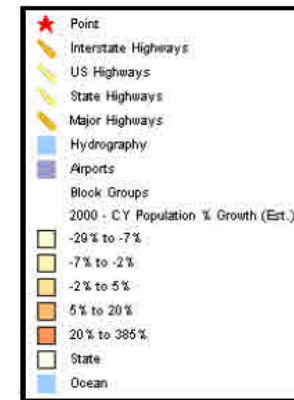 Point
Interstate Highways
US Highways
State Highways
Major Highways
Hydrography
Airports
Block Groups
2000 - CY Population % Growth (Est.)
-29% to -7%
-7% to -2%
-2% to 5%
5% to 20%
20% to 385%
State
Ocean